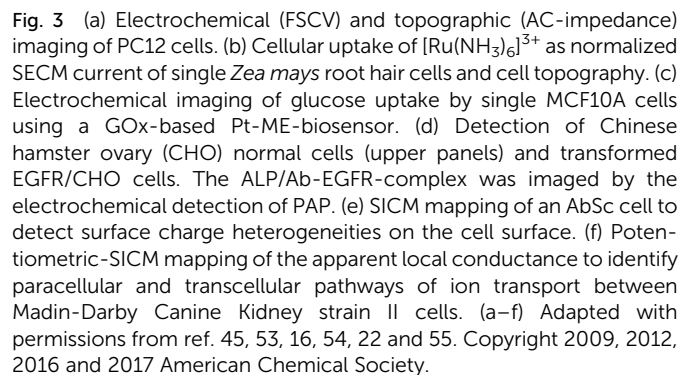 Fig. 3 (a) Electrochemical (FSCV) and topographic (AC-impedance)
imaging of PC12 cells. (b) Cellular uptake of [Ru(NH3)6]3+ as normalized
SECM current of single Zea mays root hair cells and cell topography. (c)
Electrochemical imaging of glucose uptake by single MCF10A cells
using a GOx-based Pt-ME-biosensor. (d) Detection of Chinese
hamster ovary (CHO) normal cells (upper panels) and transformed
EGFR/CHO cells. The ALP/Ab-EGFR-complex was imaged by the
electrochemical detection of PAP. (e) SICM mapping of an AbSc cell to
detect surface charge heterogeneities on the cell surface. (f) Poten-
tiometric-SICM mapping of the apparent local conductance to identify
paracellular and transcellular pathways of ion transport between
Madin-Darby Canine Kidney strain II cells. (a–f) Adapted with
permissions from ref. 45, 53, 16, 54, 22 and 55. Copyright 2009, 2012,
2016 and 2017 American Chemical Society.